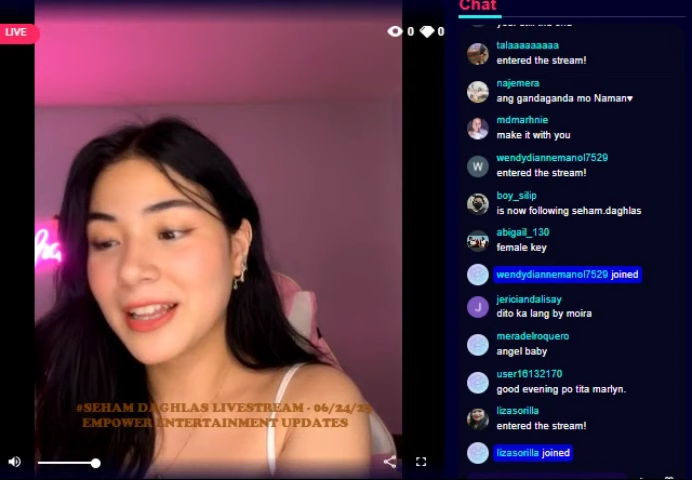 LIVE
0
0
ha
#SEHAM DAGHLAS LIVESTREAM - 06/24/
EMPOWER ENTERTAINMENT UPDATES
Chat
talaaaaaaaa
entered the stream!
najemera
ang gandaganda mo Naman♥
mdmarhnie
make it with you
W
wendydiannemanol7529
entered the stream!
boy_silip
is now following seham.daghlas
abigail_130
female key
wendydiannemanol7529 joined
J
jericiandalisay
dito ka lang by moira
meradelroquero
angel baby
user16132170
good evening po tita marlyn.
lizasorilla
entered the stream!
lizasorilla joined